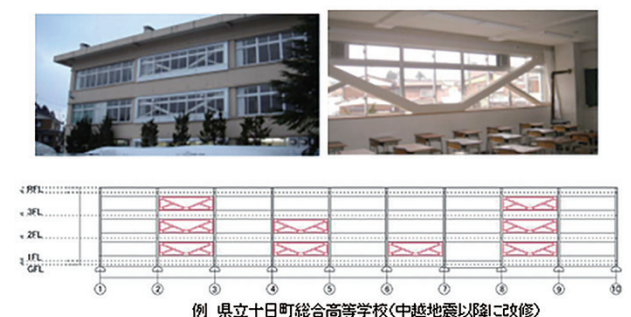 RFL
3FL
2FL
1FL
GFL
① ② ③ ④ ⑤ ⑥ ⑦ ⑧ ⑨ ⑩
例 県立十日町総合高等学校(中越地震以降に改修)